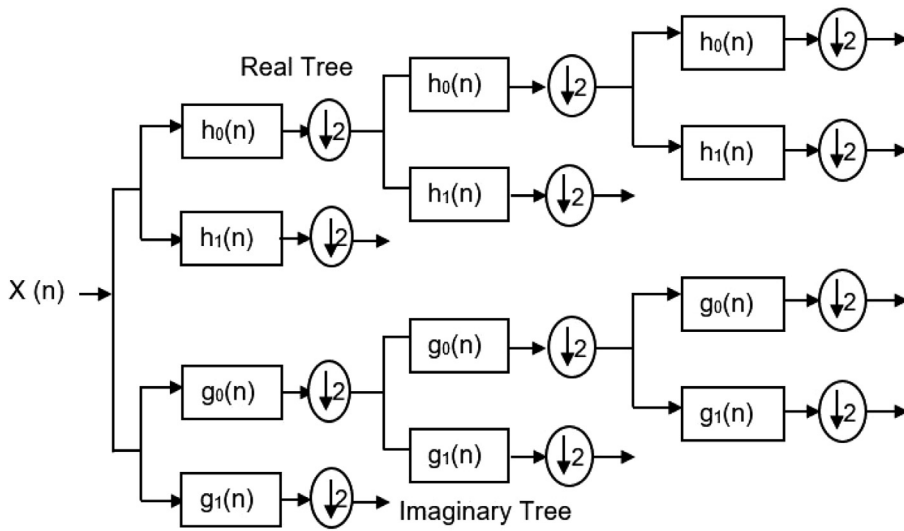 Real Tree
h₀(n)
↓2
h₀(n)
↓2
h₀(n)
↓2
h₁(n)
↓2
h₁(n)
↓2
h₁(n)
↓2
X (n)
g₀(n)
↓2
g₀(n)
↓2
g₀(n)
↓2
g₁(n)
↓2
g₁(n)
↓2
g₁(n)
↓2
Imaginary Tree